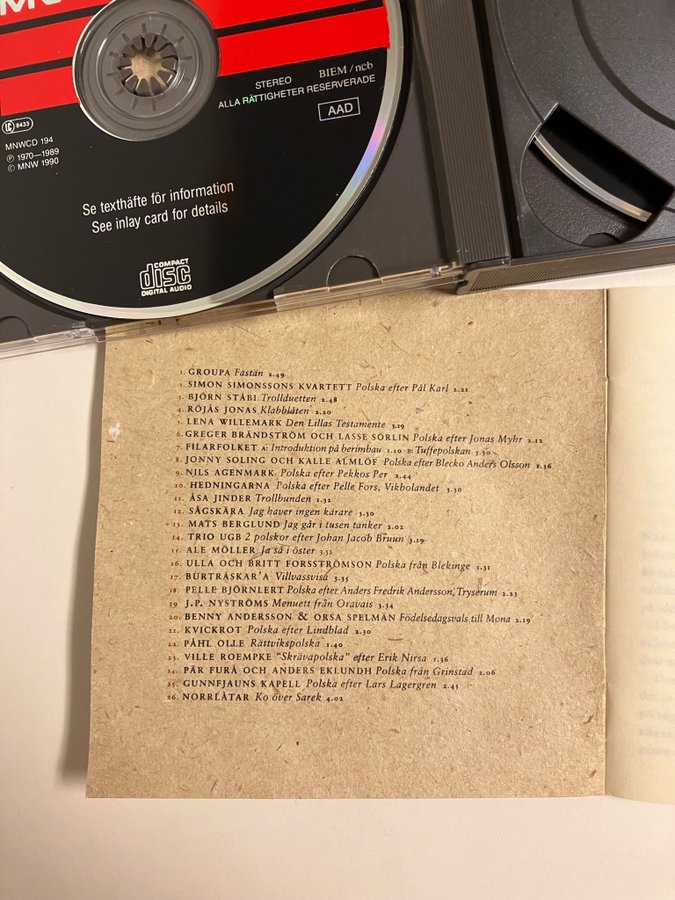 STEREO
BIEM/ncb
ALLA RÄTTIGHETER RESERVERADE
AAD
LC 8433
MNWCD 194
Ⓟ 1970—1989
© MNW 1990
Se texthäfte för information
See inlay card for details
COMPACT
disc
DIGITAL AUDIO
1. GROUPA Fastän 2.49
2. SIMON SIMONSSONS KVARTETT Polska efter Pål Karl 2.21
3. BJÖRN STÅBI Trollduetten 2.48
4. RÖJÅS JONAS Klabblåten 2.20
5. LENA WILLEMARK Den Lillas Testamente 3.19
6. GREGER BRÄNDSTRÖM OCH LASSE SÖRLIN Polska efter Jonas Myhr 2.12
7. FILARFOLKET A: Introduktion på berimbau 1.10 B: Tuffepolskan 5.30
8. JONNY SOLING OCH KALLE ALMLÖF Polska efter Blecko Anders Olsson 1.36
9. NILS AGENMARK Polska efter Pekkos Per 2.44
10. HEDNINGARNA Polska efter Pelle Fors, Vikbolandet 3.30
11. ÅSA JINDER Trollbunden 1.32
12. SÅGSKÄRA Jag haver ingen kärare 3.30
13. MATS BERGLUND Jag går i tusen tankar 2.02
14. TRIO UGB 2 polskor efter Johan Jacob Bruun 3.19
15. ALE MÖLLER Ja så i öster 3.52
16. ULLA OCH BRITT FORSSTRÖMSON Polska från Blekinge 1.31
17. BURTRÄSKAR'A Villvassvisa 3.35
18. PELLE BJÖRNLERT Polska efter Anders Fredrik Andersson, Tryserum 2.23
19 J.P. NYSTRÖMS Menuett från Oravais 3.34
20. BENNY ANDERSSON & ORSA SPELMÄN Födelsedagsvals till Mona 2.19
21. KVICKROT Polska efter Lindblad 2.30
22. PÅHL OLLE Rättvikspolska 1.40
23. VILLE ROEMPKE "Skrävapolska" efter Erik Nirsa 1.36
24. PÄR FURÅ OCH ANDERS EKLUNDH Polska från Grinstad 2.06
25. GUNNFJAUNS KAPELL Polska efter Lars Lagergren 2.45
26. NORRLÅTAR Ko över Sarek 4.02